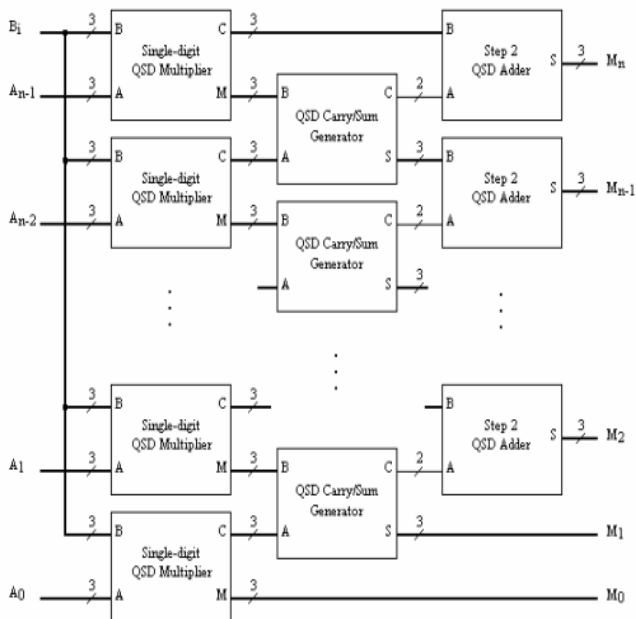 Bi 3 B Single-digit QSD Multiplier C 3 B Step 2 QSD Adder S 3 Mn
An-1 3 A M 3 B QSD Carry/Sum Generator C 2 A
3 B Single-digit QSD Multiplier C 3 A S 3 B Step 2 QSD Adder S 3 Mn-1
An-2 3 A M 3 B QSD Carry/Sum Generator C 2 A
A S 3
3 B Single-digit QSD Multiplier C 3 B Step 2 QSD Adder S 3 M2
A1 3 A M 3 B QSD Carry/Sum Generator C 2 A
3 B Single-digit QSD Multiplier C 3 A S 3 M1
A0 3 A M 3 M0